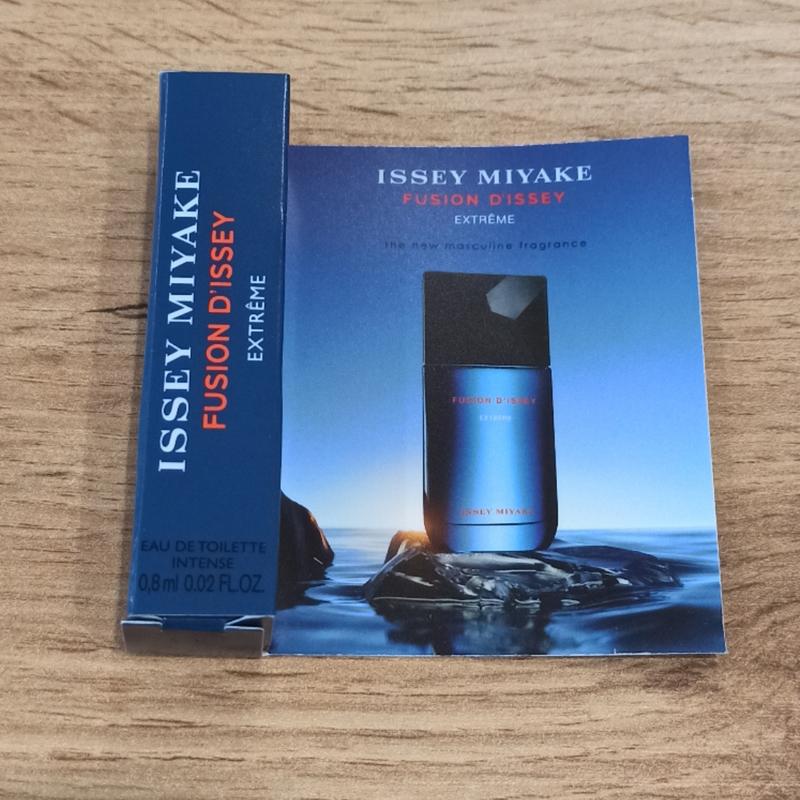 ISSEY MIYAKE
FUSION D'ISSEY
EXTRÊME
EAU DE TOILETTE
INTENSE
0,8 ml 0.02 FL.OZ.
ISSEY MIYAKE
FUSION D'ISSEY
EXTRÊME
the new masculine fragrance
FUSION D'ISSEY
EXTRÊME
ISSEY MIYAKE